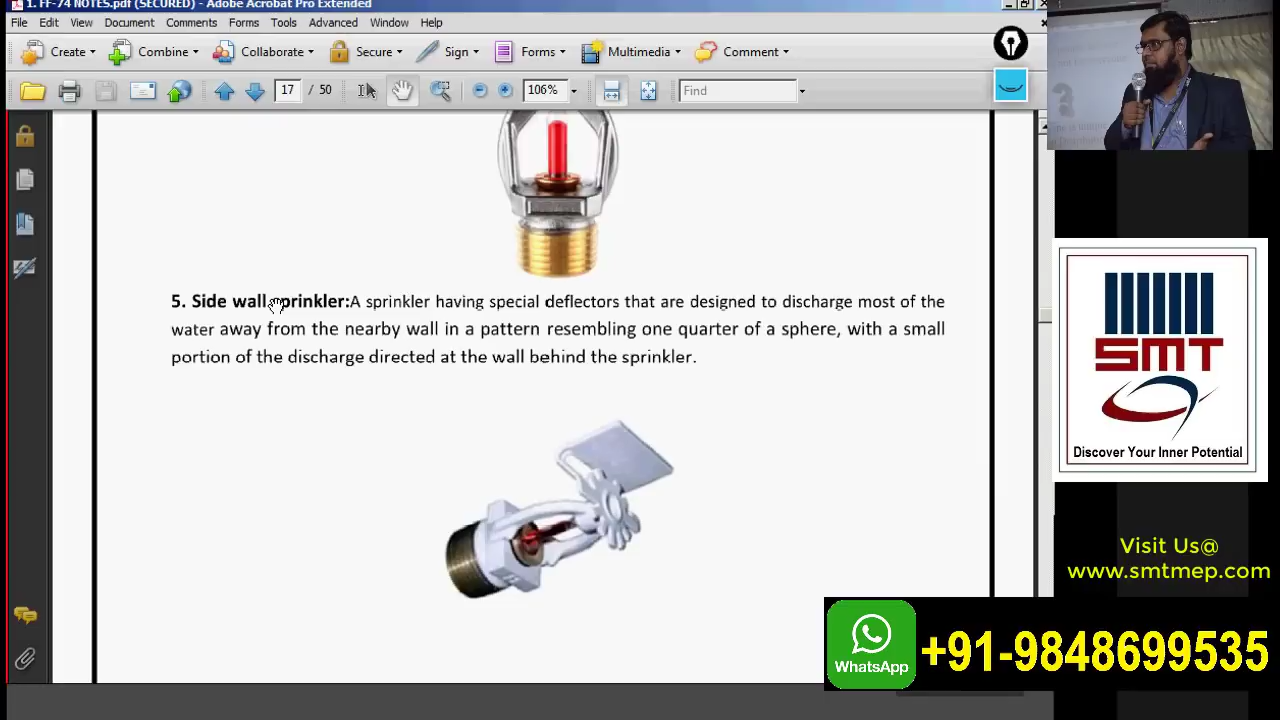 1. FF-74 NOTES.pdf (SECURED) - Adobe Acrobat Pro Extended
File Edit View Document Comments Forms Tools Advanced Window Help
Create Combine Collaborate Secure Sign Forms Multimedia Comment
17 / 50 106% Find
5. Side wall sprinkler:A sprinkler having special deflectors that are designed to discharge most of the
water away from the nearby wall in a pattern resembling one quarter of a sphere, with a small
portion of the discharge directed at the wall behind the sprinkler.
SMT
Discover Your Inner Potential
Visit Us@
www.smtmep.com
WhatsApp
+91-9848699535